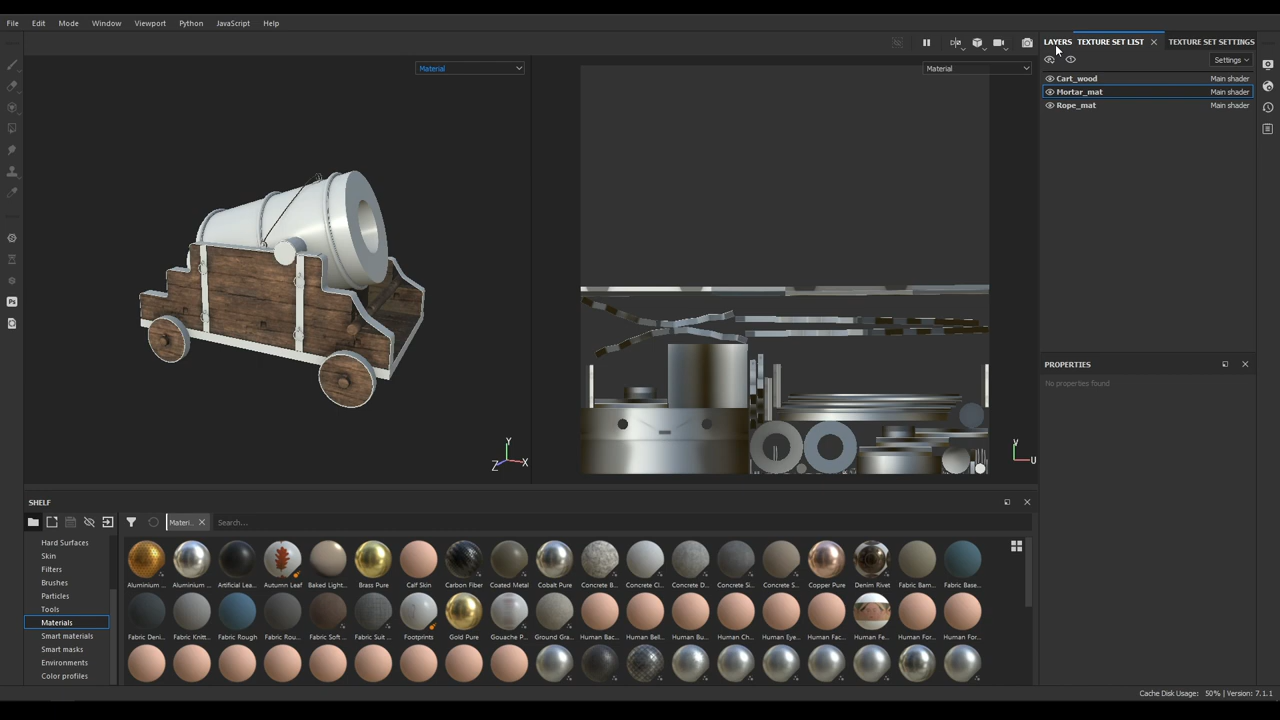 File Edit Mode Window Viewport Python JavaScript Help
LAYERS TEXTURE SET LIST TEXTURE SET SETTINGS
Material Material
Settings
Cart_wood Main shader
Mortar_mat Main shader
Rope_mat Main shader
PROPERTIES
No properties found
Y
Z X
V
U
SHELF
Ps
Materi... Search...
Hard Surfaces
Skin
Filters
Brushes
Particles
Tools
Materials
Smart materials
Smart masks
Environments
Color profiles
Aluminium ... Aluminium ... Artificial Lea... Autumn Leaf Baked Light... Brass Pure Calf Skin Carbon Fiber Coated Metal Cobalt Pure Concrete B... Concrete Cl... Concrete D... Concrete Si... Concrete S... Copper Pure Denim Rivet Fabric Bam... Fabric Base...
Fabric Deni... Fabric Knitt... Fabric Rough Fabric Rou... Fabric Soft ... Fabric Suit ... Footprints Gold Pure Gouache P... Ground Gra... Human Bac... Human Bell... Human Bu... Human Ch... Human Eye... Human Fac... Human Fe... Human For... Human For...
Cache Disk Usage: 50% | Version: 7.1.1